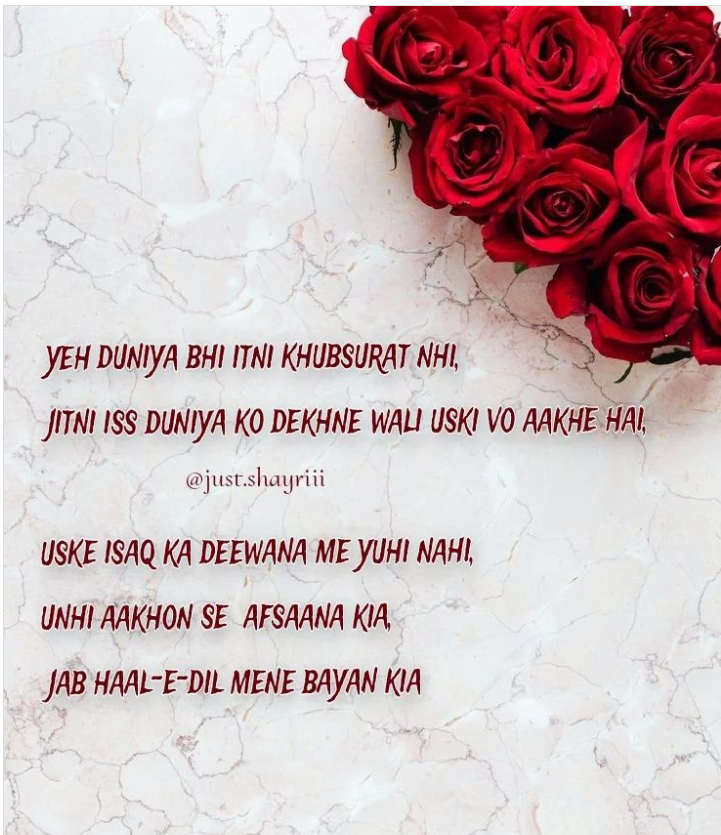 YEH DUNIYA BHI ITNI KHUBSURAT NHI,
JITNI ISS DUNIYA KO DEKHNE WALI USKI VO AAKHE HAI,
@just.shayriii
USKE ISAQ KA DEEWANA ME YUHI NAHI,
UNHI AAKHON SE AFSAANA KIA,
JAB HAAL-E-DIL MENE BAYAN KIA